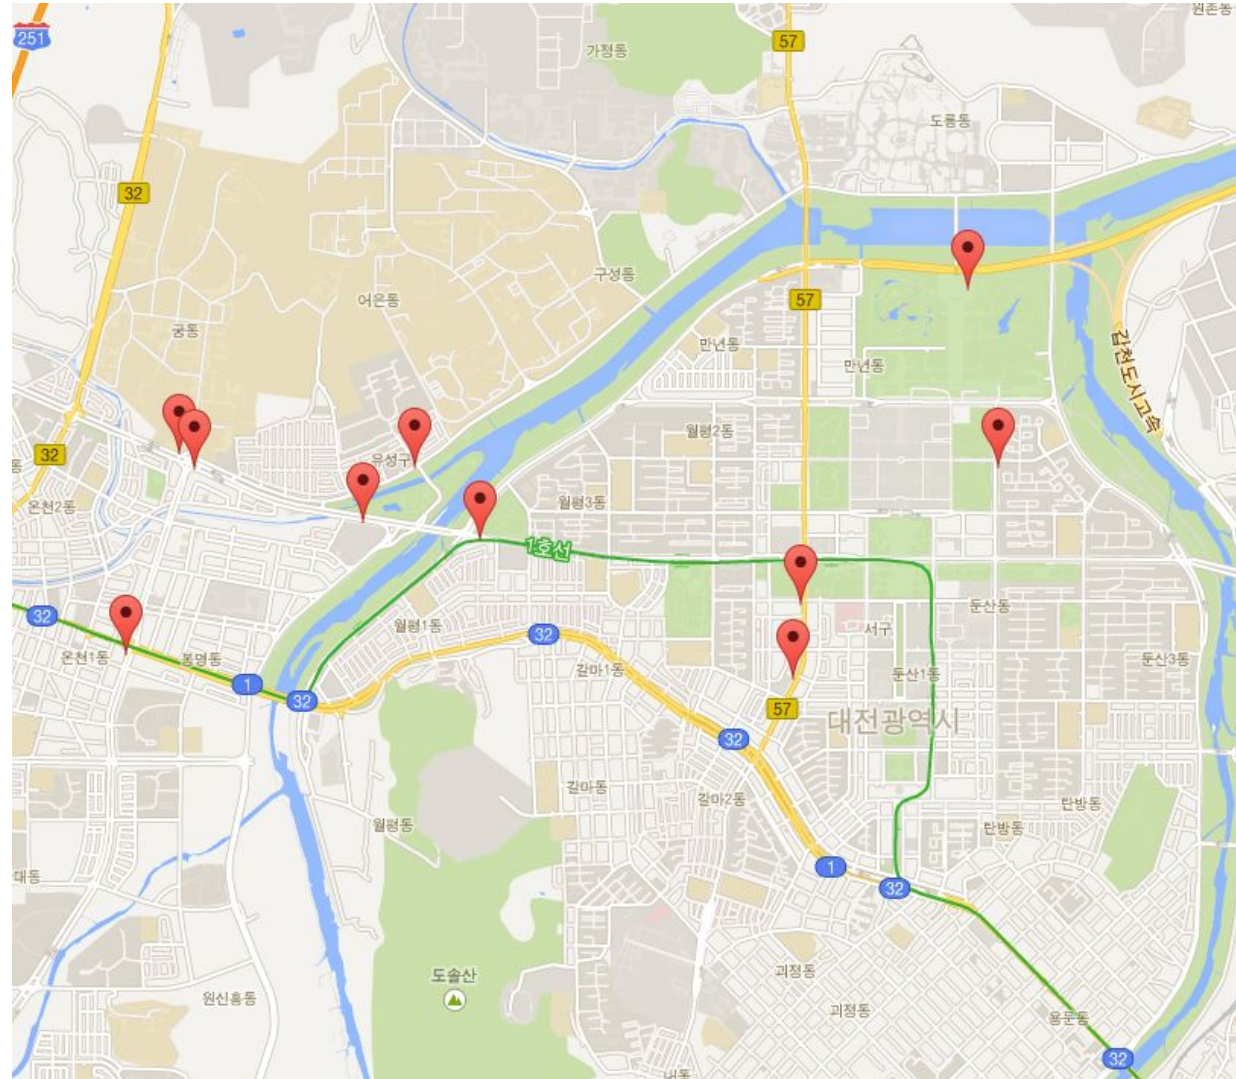 원촌동
251
57
가정동
도룡동
32
구성동
어은동
57
궁동
만년동
갑천도시고속
만년동
월평2동
32
유성구
동
온천2동
월평3동
1호선
32
둔산동
월평1동
서구
32
온천1동
봉명동
갈마1동
둔산1동
둔산3동
1
32
57
대전광역시
32
갈마동
갈마2동
탄방동
월평동
탄방동
1
대동
32
도솔산
괴정동
원신흥동
괴정동
용문동
32
내동